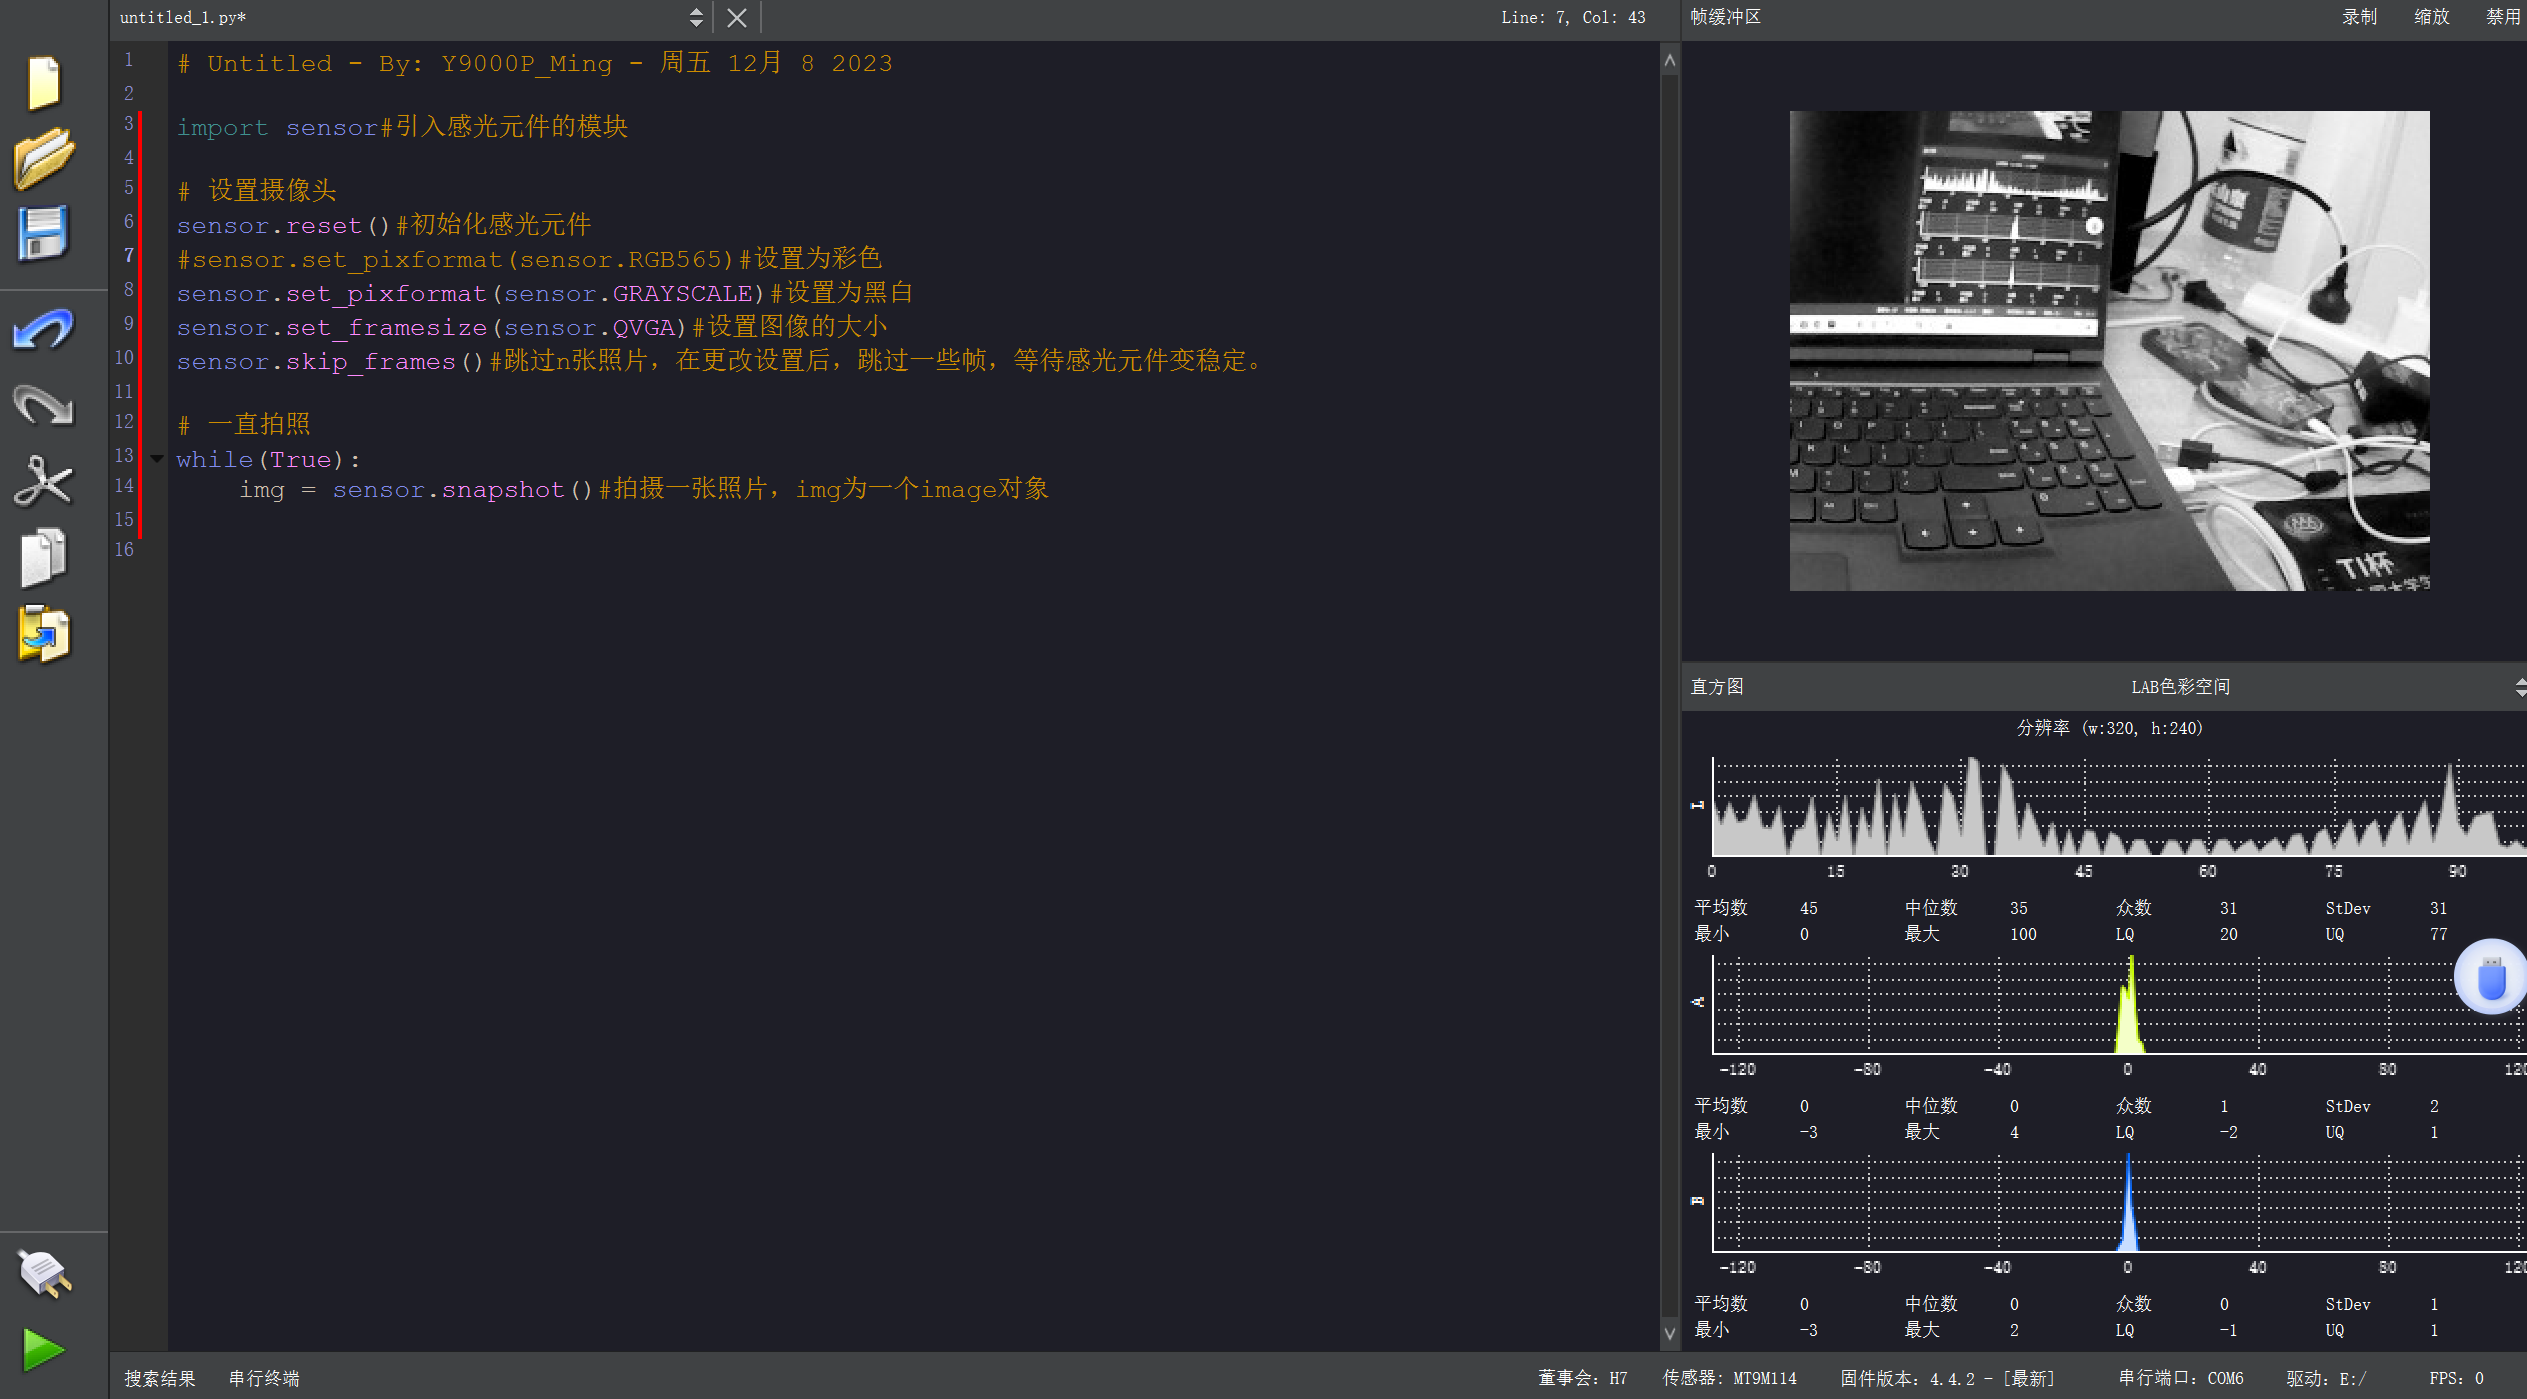 untitled_1.py*
Line: 7, Col: 43
帧缓冲区
录制 缩放 禁用
1 # Untitled - By: Y9000P_Ming - 周五 12月 8 2023
2
3 import sensor#引入感光元件的模块
4
5 # 设置摄像头
6 sensor.reset()#初始化感光元件
7 #sensor.set_pixformat(sensor.RGB565)#设置为彩色
8 sensor.set_pixformat(sensor.GRAYSCALE)#设置为黑白
9 sensor.set_framesize(sensor.QVGA)#设置图像的大小
10 sensor.skip_frames()#跳过n张照片，在更改设置后，跳过一些帧，等待感光元件变稳定。
11
12 # 一直拍照
13 while(True):
14 img = sensor.snapshot()#拍摄一张照片，img为一个image对象
15
16
TI杯
直方图 LAB色彩空间
分辨率 (w:320, h:240)
L
0 15 30 45 60 75 90
平均数 45 中位数 35 众数 31 StDev 31
最小 0 最大 100 LQ 20 UQ 77
A
-120 -80 -40 0 40 80 120
平均数 0 中位数 0 众数 1 StDev 2
最小 -3 最大 4 LQ -2 UQ 1
B
-120 -80 -40 0 40 80 120
平均数 0 中位数 0 众数 0 StDev 1
最小 -3 最大 2 LQ -1 UQ 1
搜索结果 串行终端
董事会: H7 传感器: MT9M114 固件版本: 4.4.2 - [最新] 串行端口: COM6 驱动: E:/ FPS: 0